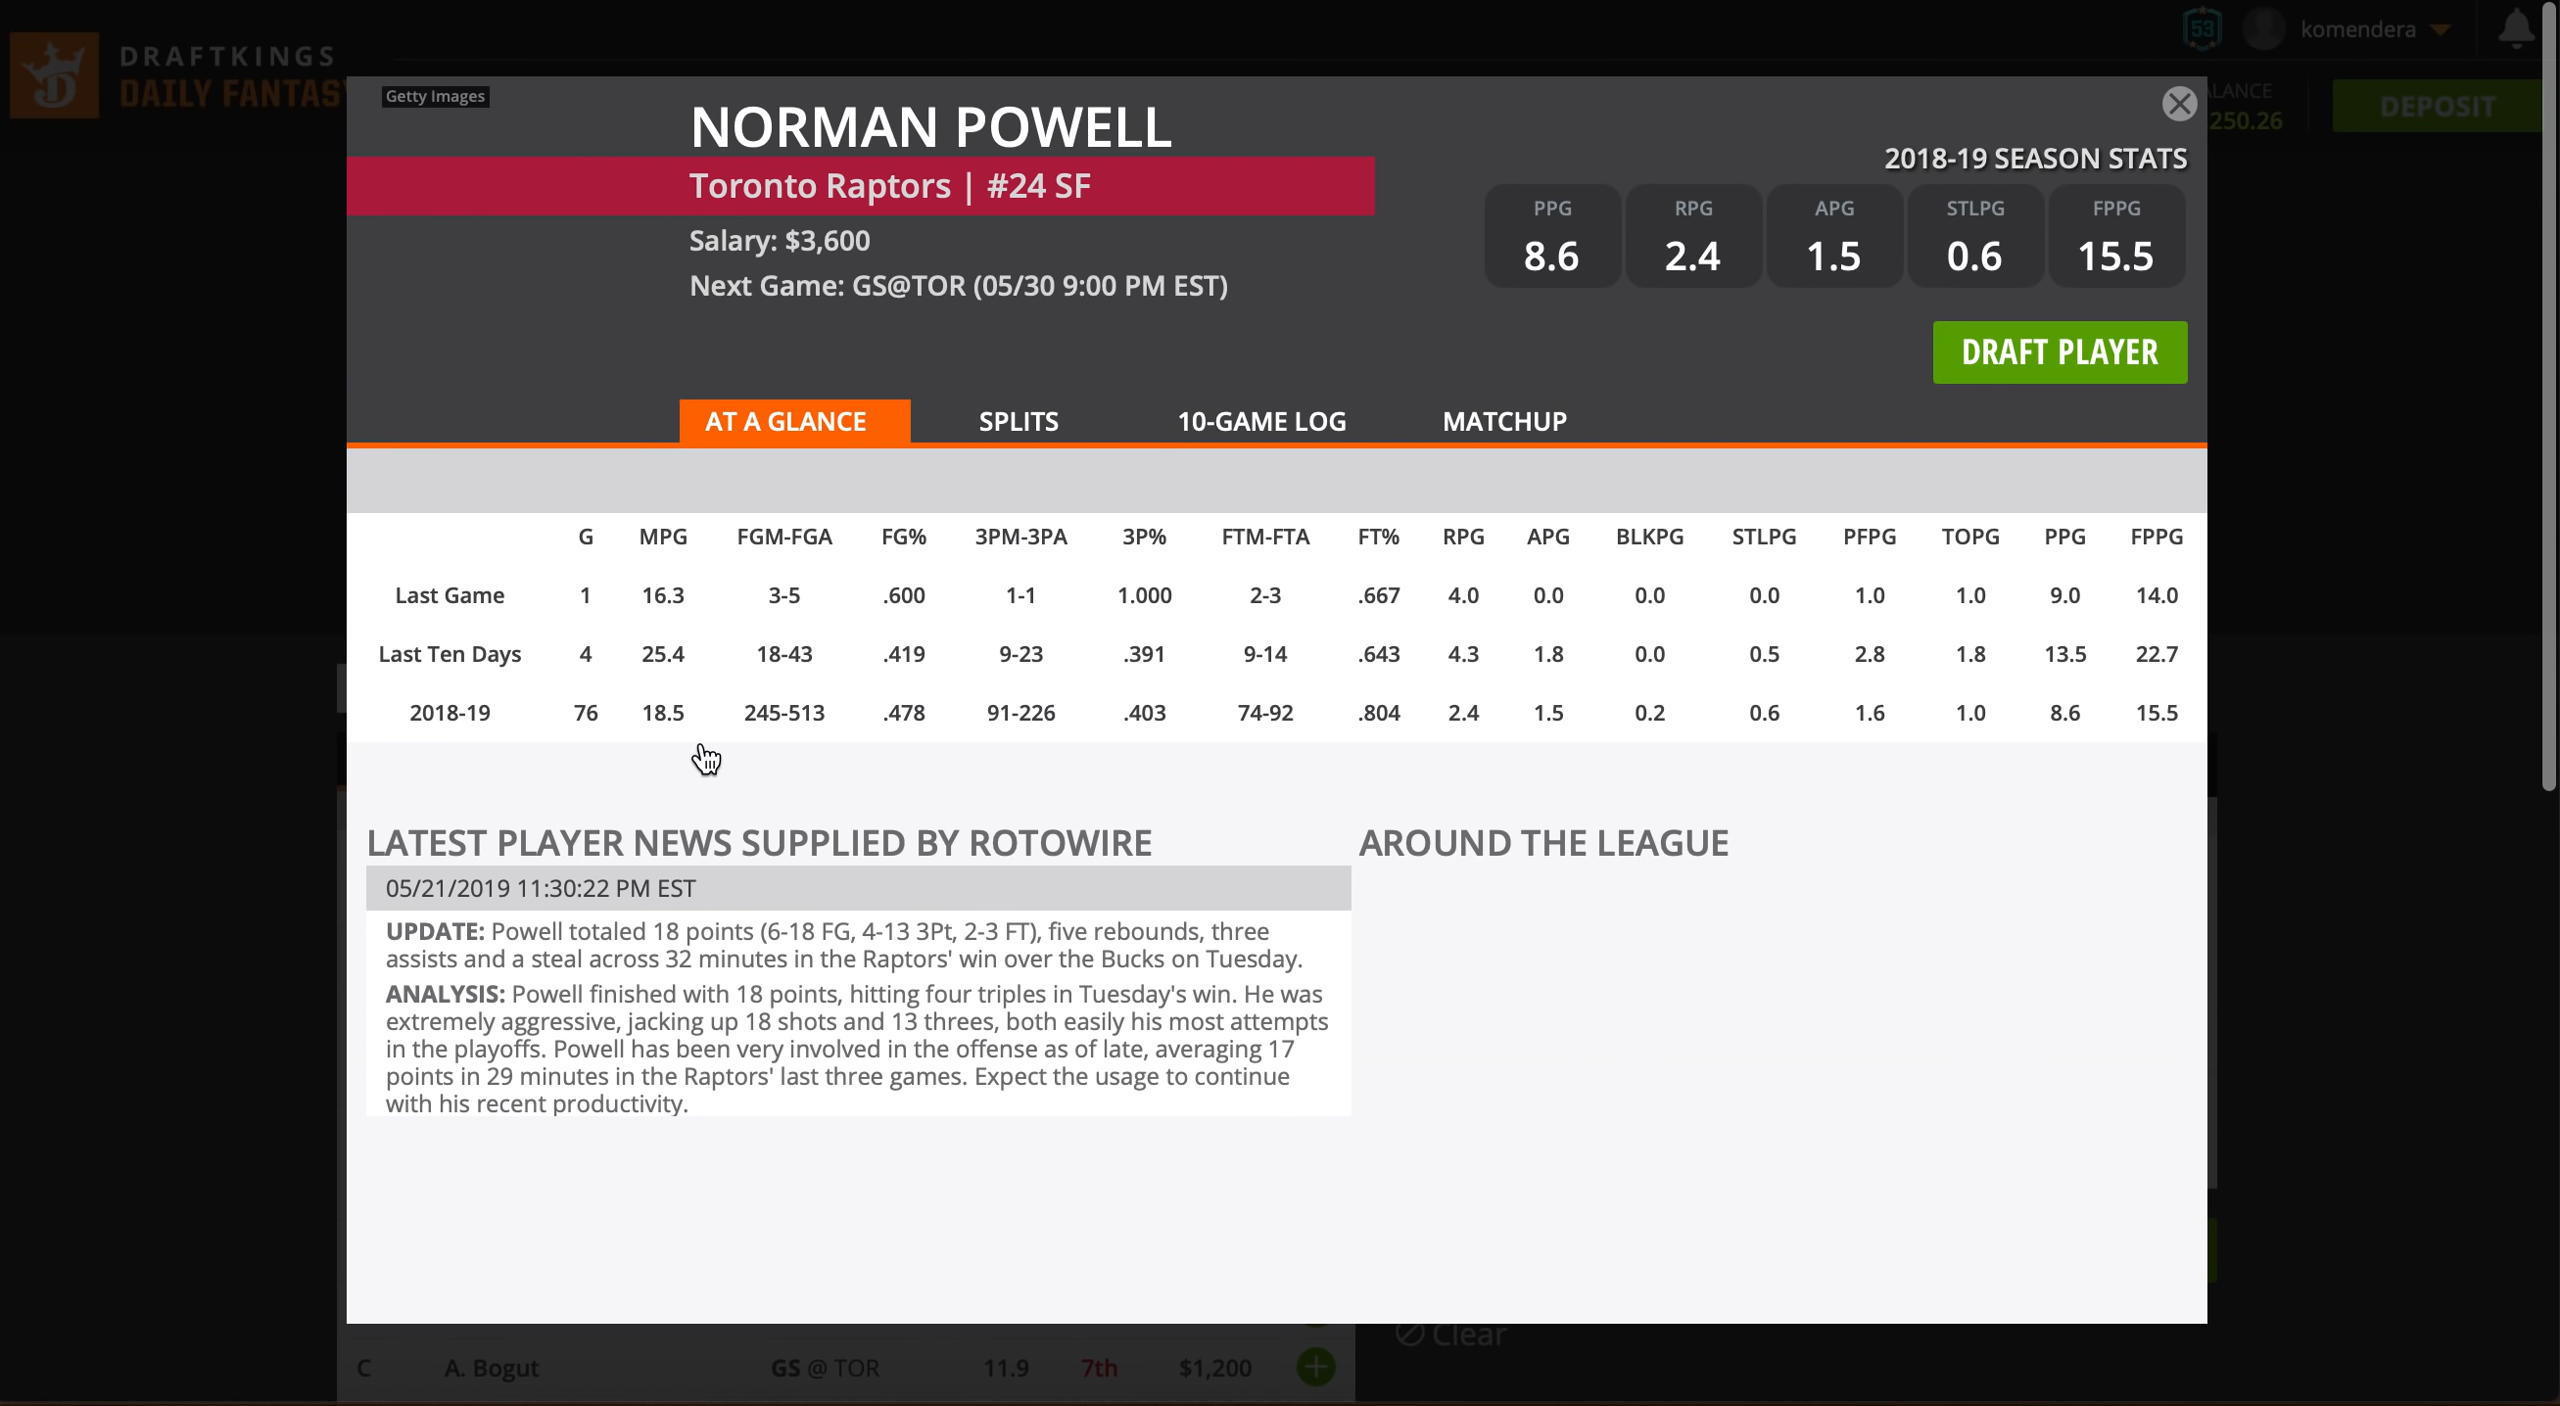 DRAFTKINGS
DAILY FANTAS
53
komendera
LANCE
250.26
DEPOSIT
Getty Images
NORMAN POWELL
Toronto Raptors | #24 SF
Salary: $3,600
Next Game: GS@TOR (05/30 9:00 PM EST)
2018-19 SEASON STATS
PPG RPG APG STLPG FPPG
8.6 2.4 1.5 0.6 15.5
DRAFT PLAYER
AT A GLANCE SPLITS 10-GAME LOG MATCHUP
G MPG FGM-FGA FG% 3PM-3PA 3P% FTM-FTA FT% RPG APG BLKPG STLPG PFPG TOPG PPG FPPG
Last Game 1 16.3 3-5 .600 1-1 1.000 2-3 .667 4.0 0.0 0.0 0.0 1.0 1.0 9.0 14.0
Last Ten Days 4 25.4 18-43 .419 9-23 .391 9-14 .643 4.3 1.8 0.0 0.5 2.8 1.8 13.5 22.7
2018-19 76 18.5 245-513 .478 91-226 .403 74-92 .804 2.4 1.5 0.2 0.6 1.6 1.0 8.6 15.5
LATEST PLAYER NEWS SUPPLIED BY ROTOWIRE
05/21/2019 11:30:22 PM EST
UPDATE: Powell totaled 18 points (6-18 FG, 4-13 3Pt, 2-3 FT), five rebounds, three
assists and a steal across 32 minutes in the Raptors' win over the Bucks on Tuesday.
ANALYSIS: Powell finished with 18 points, hitting four triples in Tuesday's win. He was
extremely aggressive, jacking up 18 shots and 13 threes, both easily his most attempts
in the playoffs. Powell has been very involved in the offense as of late, averaging 17
points in 29 minutes in the Raptors' last three games. Expect the usage to continue
with his recent productivity.
AROUND THE LEAGUE
Clear
C A. Bogut GS @ TOR 11.9 7th $1,200